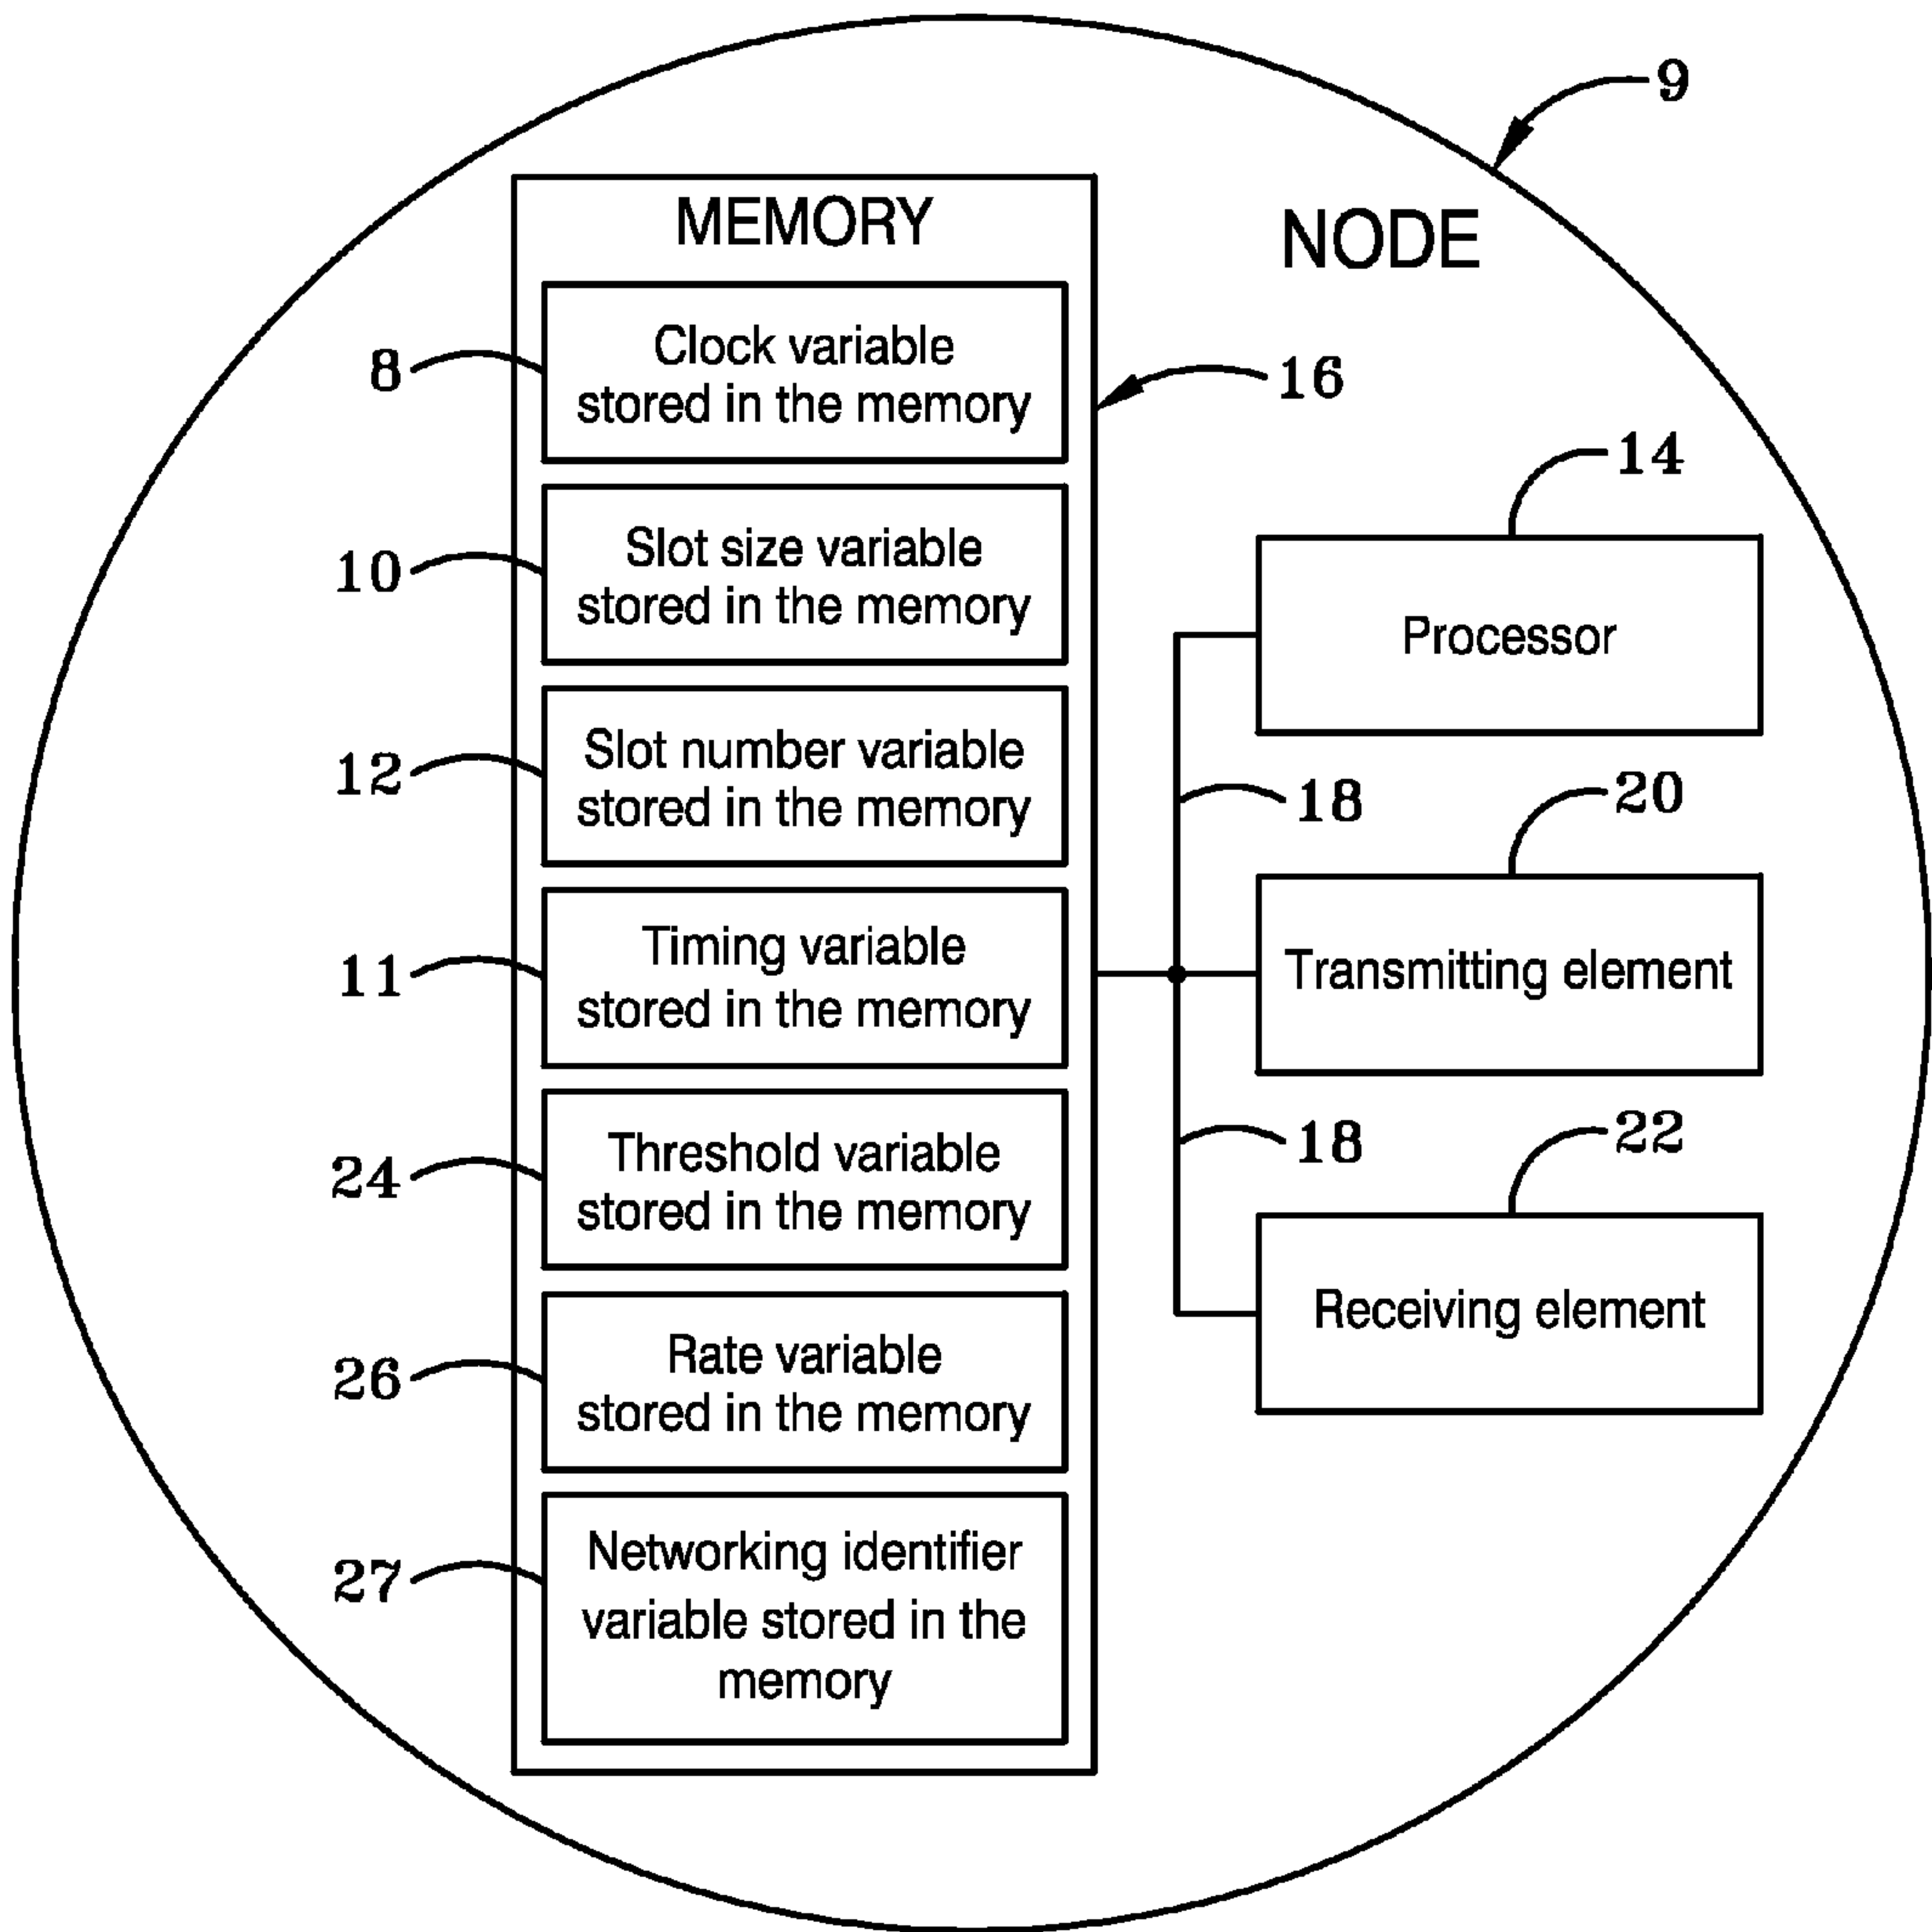 9
MEMORY
NODE
8
Clock variable
stored in the memory
16
10
Slot size variable
stored in the memory
12
Slot number variable
stored in the memory
11
Timing variable
stored in the memory
24
Threshold variable
stored in the memory
26
Rate variable
stored in the memory
27
Networking identifier
variable stored in the
memory
14
Processor
18
20
Transmitting element
18
22
Receiving element